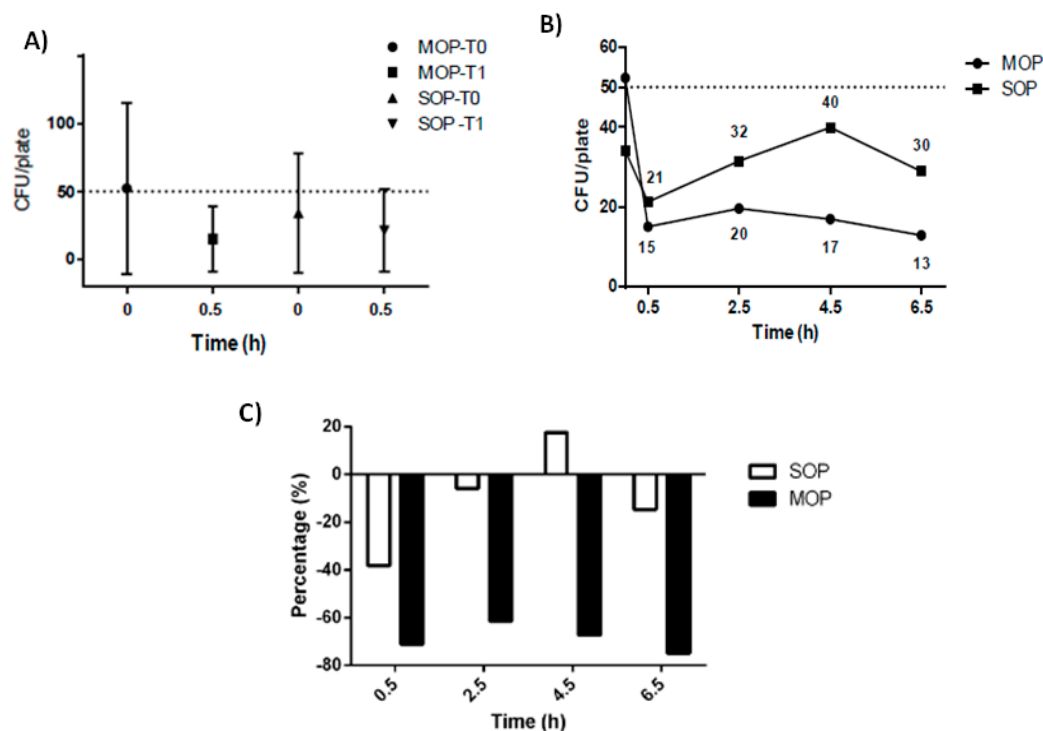 A)
MOP-T0
MOP-T1
SOP-T0
SOP -T1
CFU/plate
100
50
0
0
0.5
0
0.5
Time (h)
B)
MOP
SOP
CFU/plate
60
50
40
20
0
21
32
40
30
15
20
17
13
0.5
2.5
4.5
6.5
Time (h)
C)
SOP
MOP
Percentage (%)
20
0
-20
-40
-60
-80
0.5
2.5
4.5
6.5
Time (h)